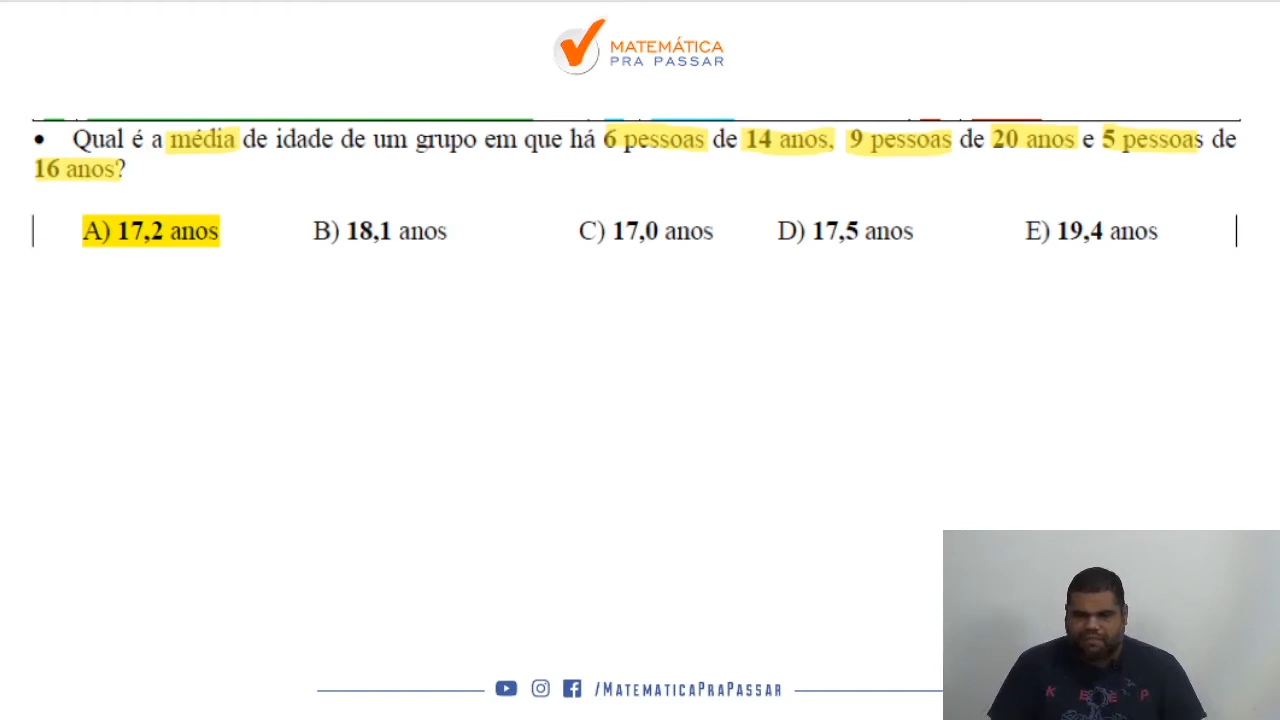 MATEMÁTICA
PRA PASSAR
• Qual é a média de idade de um grupo em que há 6 pessoas de 14 anos, 9 pessoas de 20 anos e 5 pessoas de
16 anos?
A) 17,2 anos B) 18,1 anos C) 17,0 anos D) 17,5 anos E) 19,4 anos
K E E P
/MATEMATICAPRAPASSAR